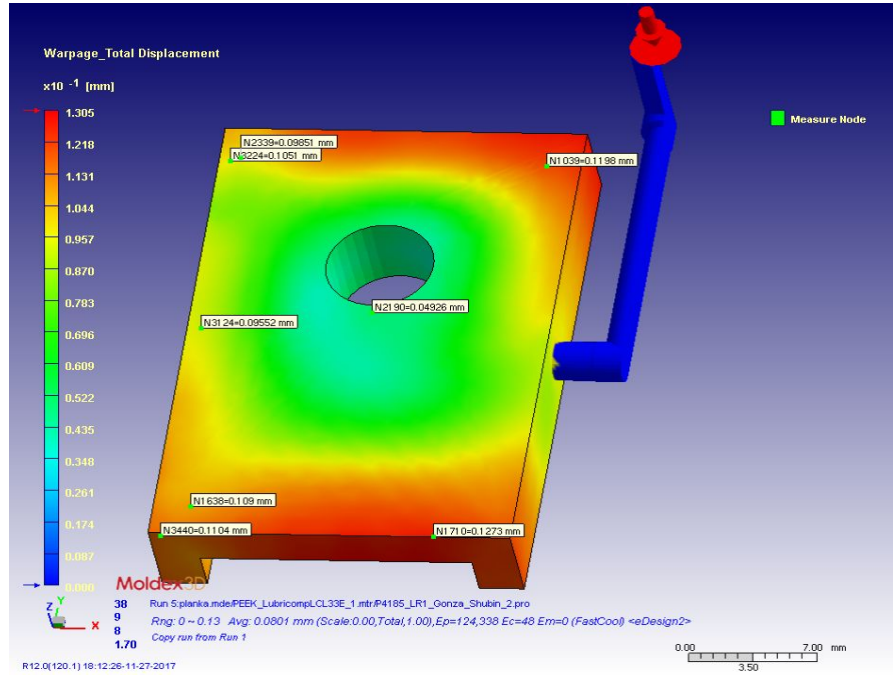 Warpage_Total Displacement
x10 -1 [mm]
1.305
1.218
1.131
1.044
0.957
0.870
0.783
0.696
0.609
0.522
0.435
0.348
0.261
0.174
0.087
0.000
Measure Node
N2339=0.09851 mm
N3224=0.1051 mm
N1039=0.1198 mm
N2190=0.04926 mm
N3124=0.09552 mm
N1638=0.109 mm
N3440=0.1104 mm
N1710=0.1273 mm
Moldex3D
Z Y X
38
9
8
1.70
Run 5:planka.mde/PEEK_LubricompLCL33E_1.mtr/P4185_LR1_Gonza_Shubin_2.pro
Rng: 0 ~ 0.13 Avg: 0.0801 mm (Scale:0.00,Total,1.00),Ep=124,338 Ec=48 Em=0 (FastCool) <eDesign2>
Copy run from Run 1
R12.0(120.1) 18:12:26-11-27-2017
0.00 7.00 mm
3.50